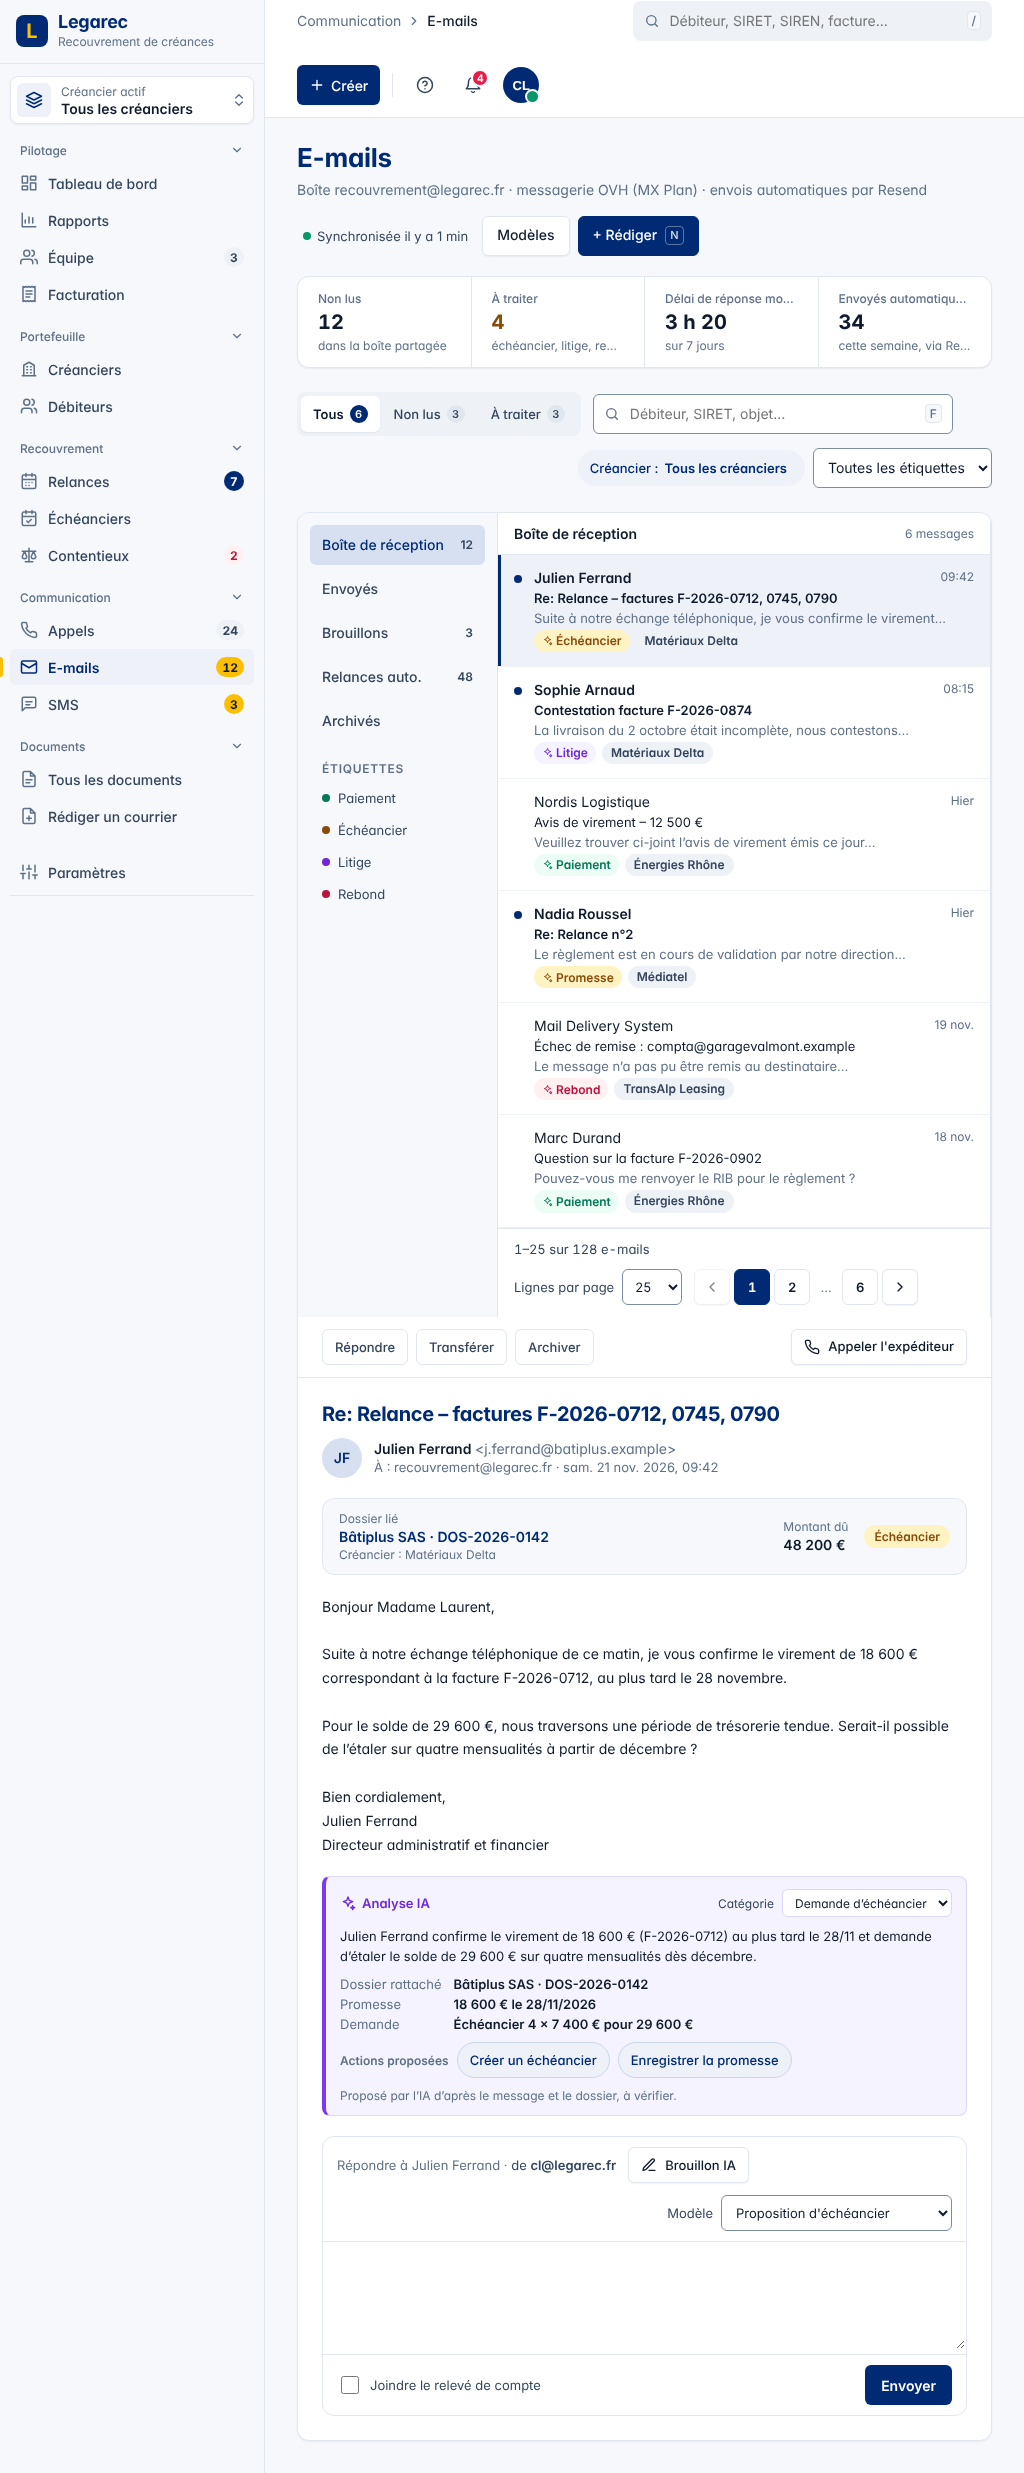 L
Legarec
Recouvrement de créances
Créancier actif
Tous les créanciers
Pilotage
Tableau de bord
Rapports
Équipe 3
Facturation
Portefeuille
Créanciers
Débiteurs
Recouvrement
Relances 7
Échéanciers
Contentieux 2
Communication
Appels 24
E-mails 12
SMS 3
Documents
Tous les documents
Rédiger un courrier
Paramètres
Communication > E-mails
Débiteur, SIRET, SIREN, facture... /
+ Créer
4
CL
E-mails
Boîte recouvrement@legarec.fr · messagerie OVH (MX Plan) · envois automatiques par Resend
Synchronisée il y a 1 min
Modèles
+ Rédiger N
Non lus
12
dans la boîte partagée
À traiter
4
échéancier, litige, re...
Délai de réponse mo...
3 h 20
sur 7 jours
Envoyés automatiqu...
34
cette semaine, via Re...
Tous 6
Non lus 3
À traiter 3
Débiteur, SIRET, objet... F
Créancier : Tous les créanciers
Toutes les étiquettes
Boîte de réception 12
Envoyés
Brouillons 3
Relances auto. 48
Archivés
ÉTIQUETTES
Paiement
Échéancier
Litige
Rebond
Boîte de réception 6 messages
Julien Ferrand 09:42
Re: Relance – factures F-2026-0712, 0745, 0790
Suite à notre échange téléphonique, je vous confirme le virement...
Échéancier Matériaux Delta
Sophie Arnaud 08:15
Contestation facture F-2026-0874
La livraison du 2 octobre était incomplète, nous contestons...
Litige Matériaux Delta
Nordis Logistique Hier
Avis de virement – 12 500 €
Veuillez trouver ci-joint l’avis de virement émis ce jour...
Paiement Énergies Rhône
Nadia Roussel Hier
Re: Relance n°2
Le règlement est en cours de validation par notre direction...
Promesse Médiatel
Mail Delivery System 19 nov.
Échec de remise : compta@garagevalmont.example
Le message n’a pas pu être remis au destinataire...
Rebond TransAlp Leasing
Marc Durand 18 nov.
Question sur la facture F-2026-0902
Pouvez-vous me renvoyer le RIB pour le règlement ?
Paiement Énergies Rhône
1–25 sur 128 e-mails
Lignes par page 25 1 2 ... 6
Répondre
Transférer
Archiver
Appeler l'expéditeur
Re: Relance – factures F-2026-0712, 0745, 0790
JF
Julien Ferrand <j.ferrand@batiplus.example>
À : recouvrement@legarec.fr · sam. 21 nov. 2026, 09:42
Dossier lié
Bâtiplus SAS · DOS-2026-0142
Créancier : Matériaux Delta
Montant dû
48 200 €
Échéancier
Bonjour Madame Laurent,
Suite à notre échange téléphonique de ce matin, je vous confirme le virement de 18 600 €
correspondant à la facture F-2026-0712, au plus tard le 28 novembre.
Pour le solde de 29 600 €, nous traversons une période de trésorerie tendue. Serait-il possible
de l’étaler sur quatre mensualités à partir de décembre ?
Bien cordialement,
Julien Ferrand
Directeur administratif et financier
Analyse IA
Catégorie Demande d’échéancier
Julien Ferrand confirme le virement de 18 600 € (F-2026-0712) au plus tard le 28/11 et demande
d’étaler le solde de 29 600 € sur quatre mensualités dès décembre.
Dossier rattaché Bâtiplus SAS · DOS-2026-0142
Promesse 18 600 € le 28/11/2026
Demande Échéancier 4 × 7 400 € pour 29 600 €
Actions proposées Créer un échéancier Enregistrer la promesse
Proposé par l’IA d’après le message et le dossier, à vérifier.
Répondre à Julien Ferrand · de cl@legarec.fr
Brouillon IA
Modèle Proposition d'échéancier
Joindre le relevé de compte
Envoyer